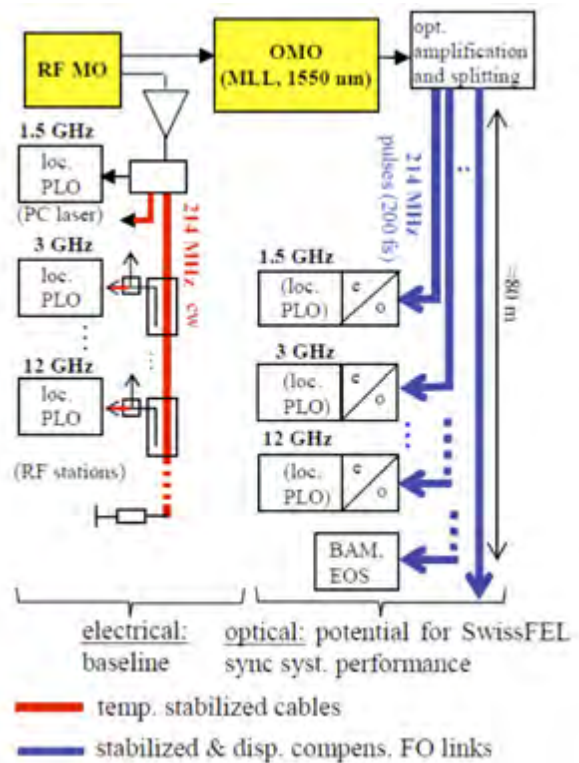 RF MO
OMO
(MLL, 1550 nm)
opt.
amplification
and splitting
1.5 GHz
loc.
PLO
(PC laser)
3 GHz
loc.
PLO
12 GHz
loc.
PLO
(RF stations)
214 MHz cw
214 MHz
pulses (200 fs)
1.5 GHz
(loc.
PLO)
e
o
3 GHz
(loc.
PLO)
e
o
12 GHz
(loc.
PLO)
e
o
BAM,
EOS
≈80 m
electrical:
baseline
optical: potential for SwissFEL
sync syst. performance
temp. stabilized cables
stabilized & disp. compens. FO links